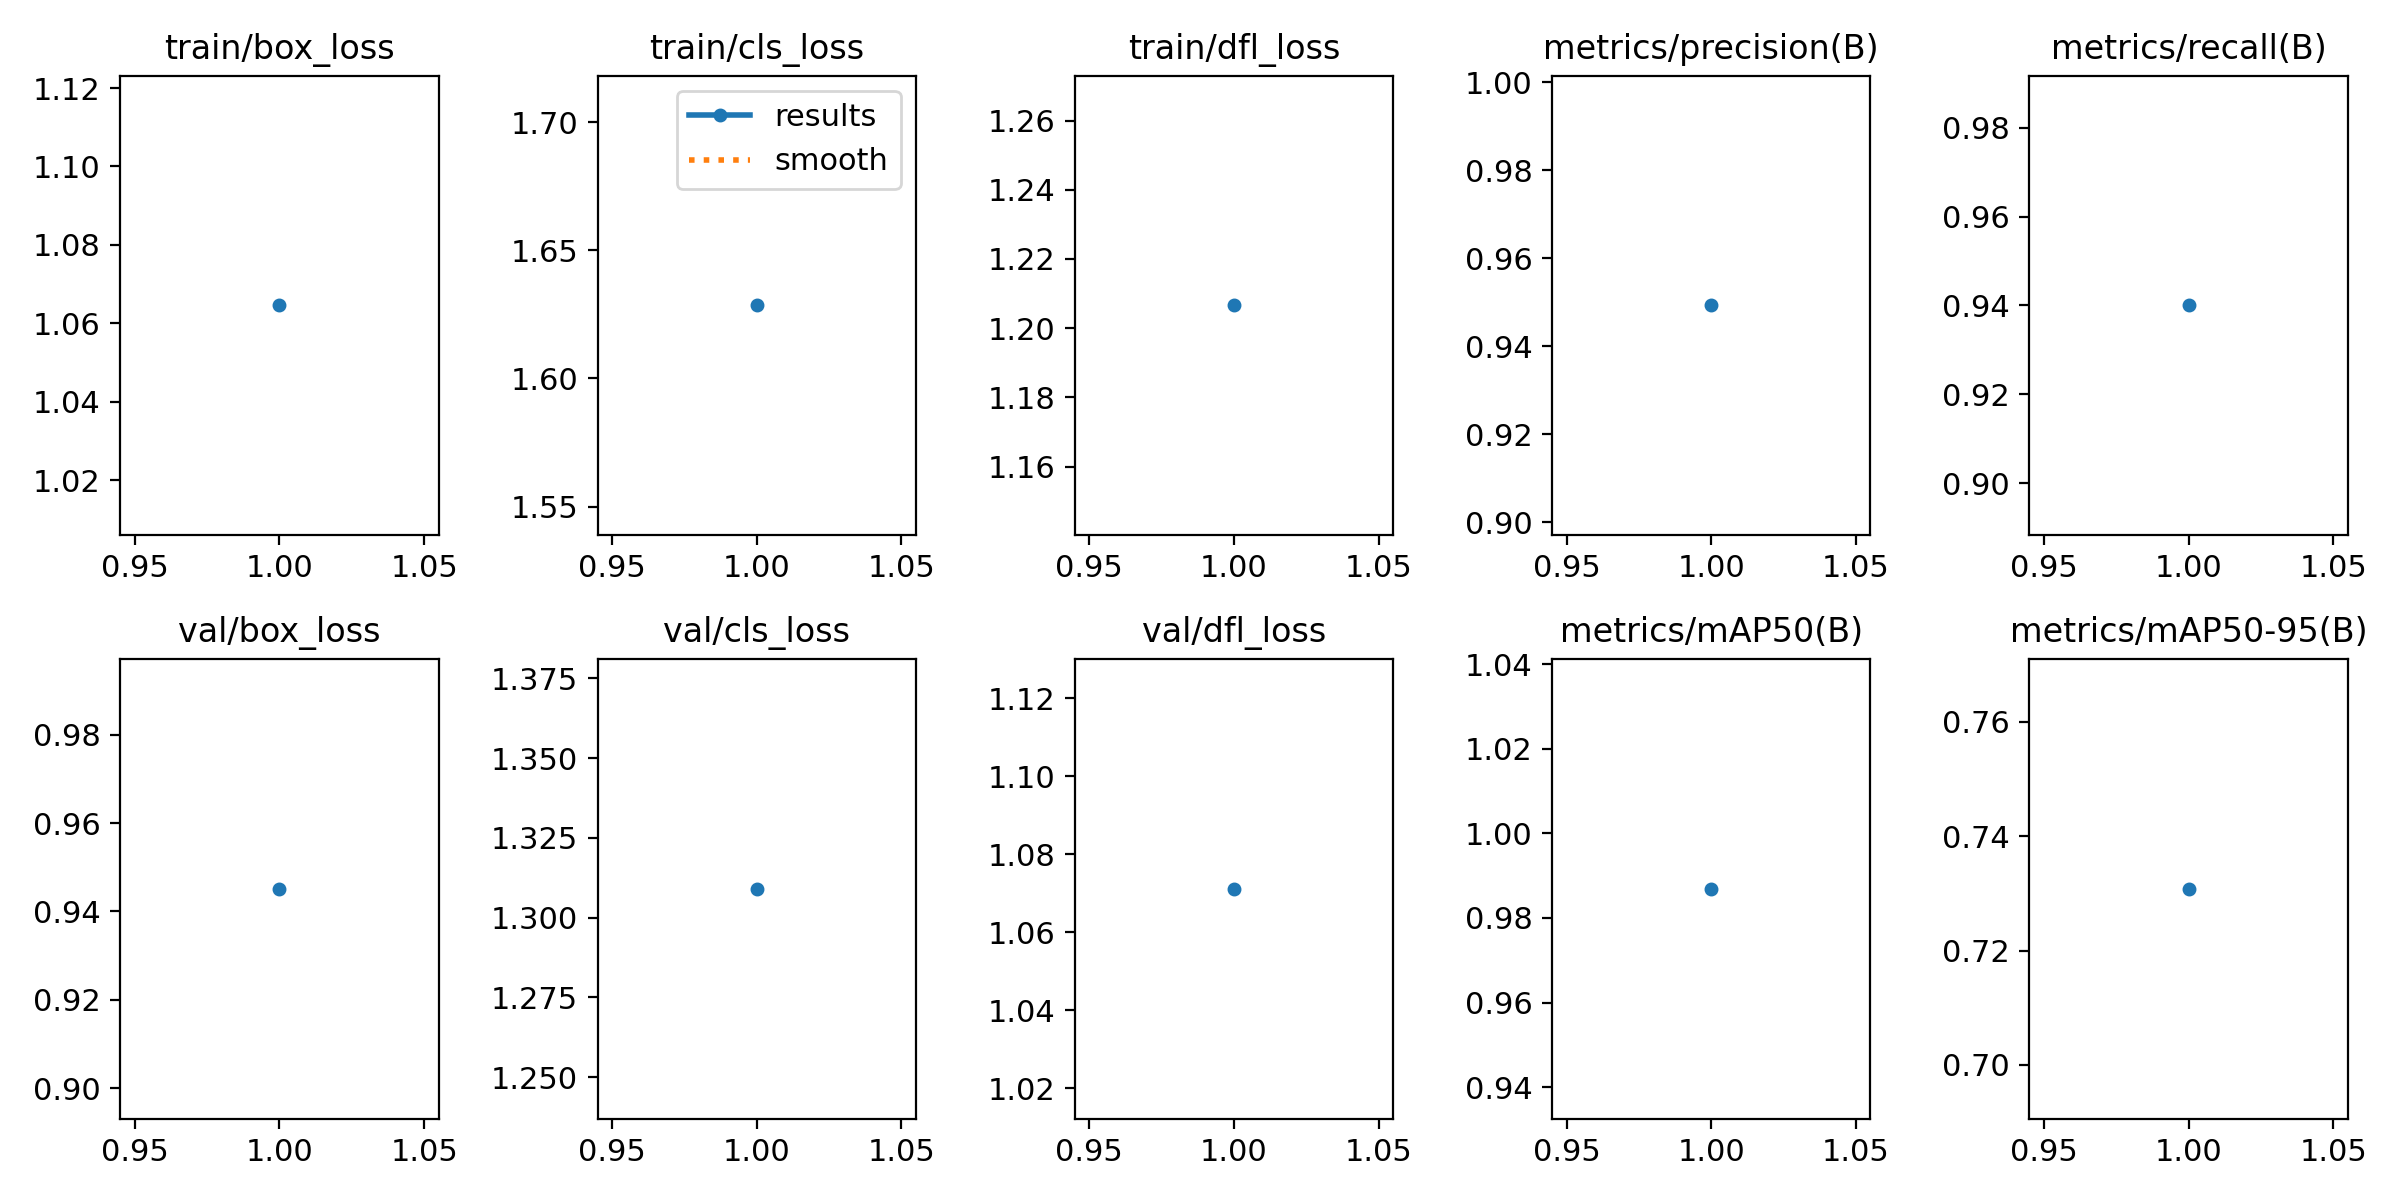 train/box_loss
1.12
1.10
1.08
1.06
1.04
1.02
0.95 1.00 1.05
train/cls_loss
results
smooth
1.70
1.65
1.60
1.55
0.95 1.00 1.05
train/dfl_loss
1.26
1.24
1.22
1.20
1.18
1.16
0.95 1.00 1.05
metrics/precision(B)
1.00
0.98
0.96
0.94
0.92
0.90
0.95 1.00 1.05
metrics/recall(B)
0.98
0.96
0.94
0.92
0.90
0.95 1.00 1.05
val/box_loss
0.98
0.96
0.94
0.92
0.90
0.95 1.00 1.05
val/cls_loss
1.375
1.350
1.325
1.300
1.275
1.250
0.95 1.00 1.05
val/dfl_loss
1.12
1.10
1.08
1.06
1.04
1.02
0.95 1.00 1.05
metrics/mAP50(B)
1.04
1.02
1.00
0.98
0.96
0.94
0.95 1.00 1.05
metrics/mAP50-95(B)
0.76
0.74
0.72
0.70
0.95 1.00 1.05